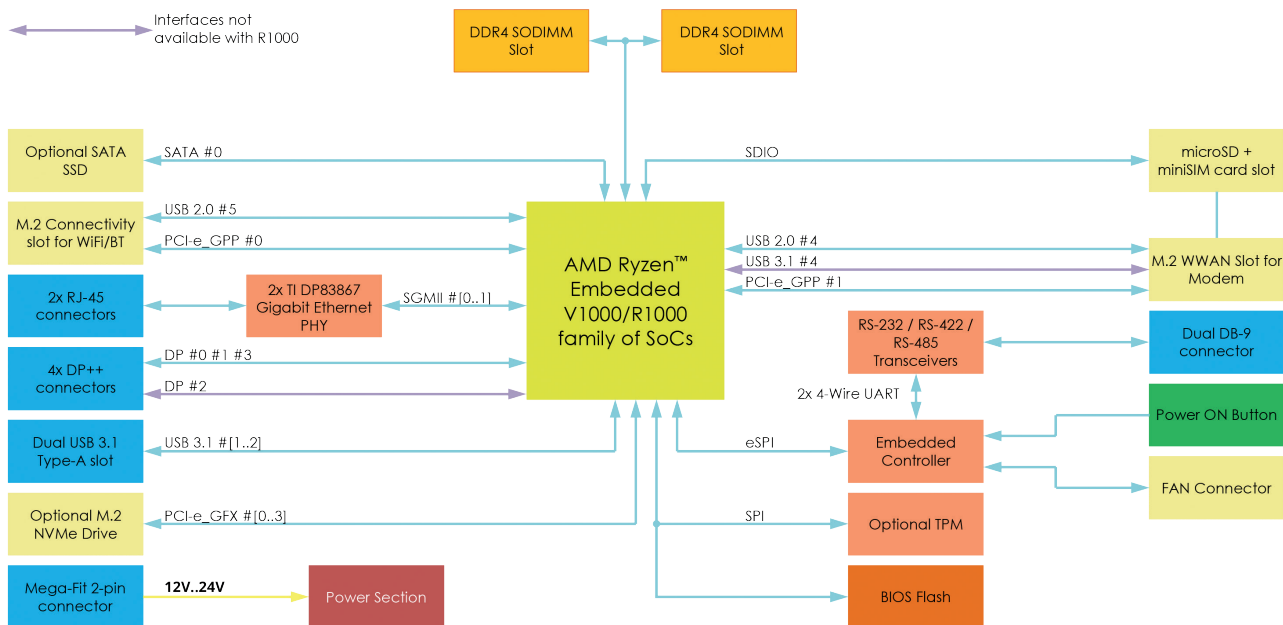 Interfaces not
available with R1000
DDR4 SODIMM
Slot
DDR4 SODIMM
Slot
Optional SATA
SSD
SATA #0
SDIO
microSD +
miniSIM card slot
M.2 Connectivity
slot for WiFi/BT
USB 2.0 #5
PCI-e_GPP #0
AMD Ryzen™
Embedded
V1000/R1000
family of SoCs
USB 2.0 #4
USB 3.1 #4
PCI-e_GPP #1
M.2 WWAN Slot for
Modem
2x RJ-45
connectors
2x TI DP83867
Gigabit Ethernet
PHY
SGMII #[0..1]
RS-232 / RS-422 /
RS-485
Transceivers
Dual DB-9
connector
4x DP++
connectors
DP #0 #1 #3
DP #2
2x 4-Wire UART
Power ON Button
Dual USB 3.1
Type-A slot
USB 3.1 #[1..2]
eSPI
Embedded
Controller
FAN Connector
Optional M.2
NVMe Drive
PCI-e_GFX #[0..3]
SPI
Optional TPM
Mega-Fit 2-pin
connector
12V..24V
Power Section
BIOS Flash